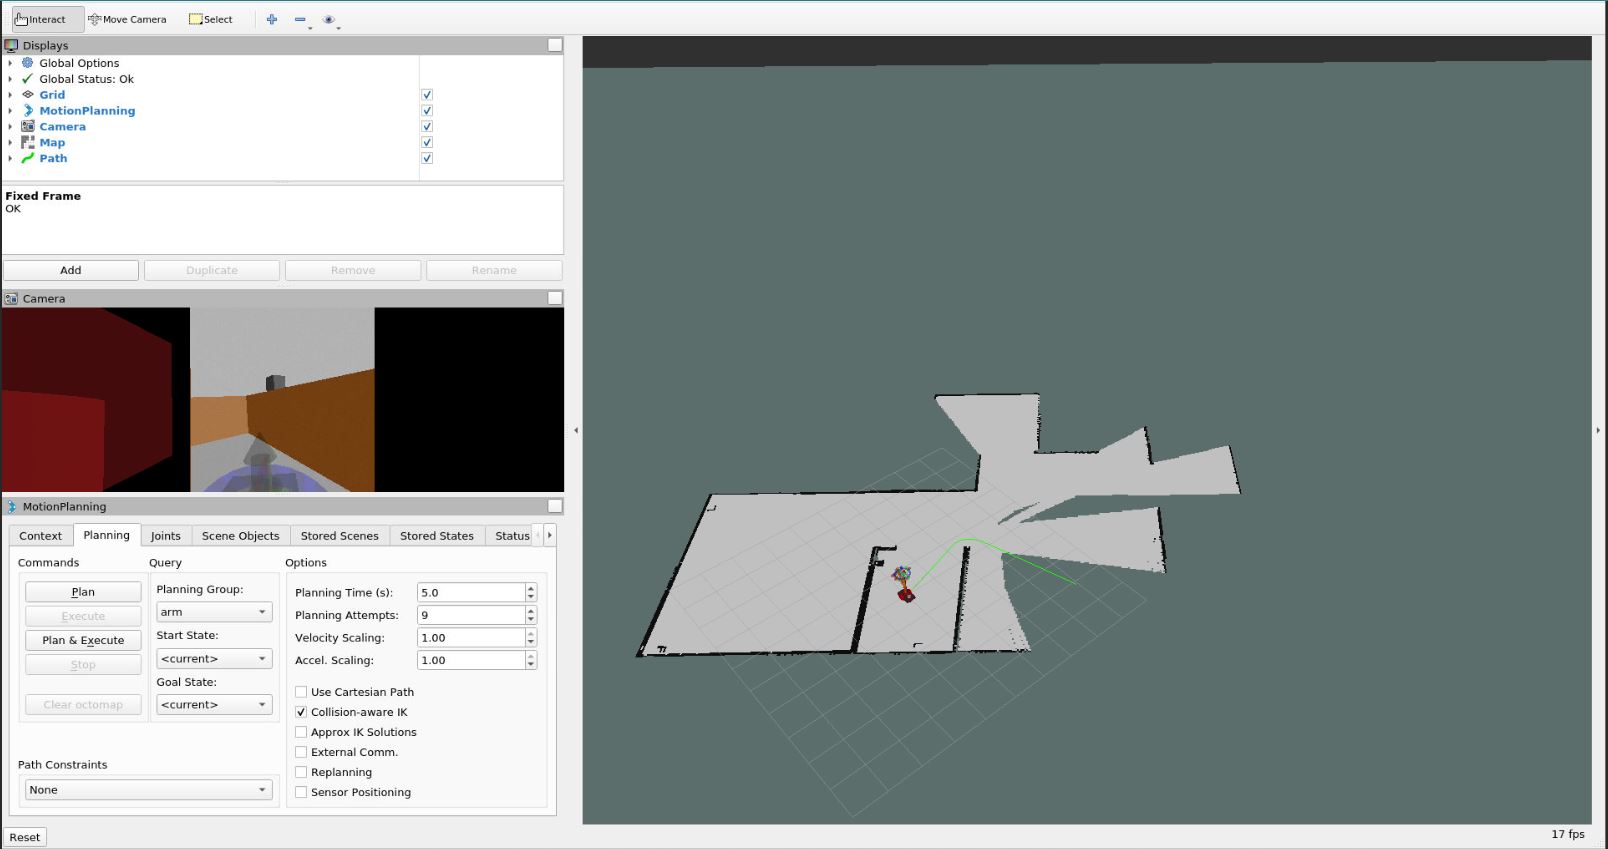 Interact Move Camera Select
Displays
Global Options
Global Status: Ok
Grid
MotionPlanning
Camera
Map
Path
Fixed Frame
OK
Add Duplicate Remove Rename
Camera
MotionPlanning
Context Planning Joints Scene Objects Stored Scenes Stored States Status
Commands Query Options
Plan
Execute
Plan & Execute
Stop
Clear octomap
Planning Group:
arm
Start State:
<current>
Goal State:
<current>
Planning Time (s): 5.0
Planning Attempts: 9
Velocity Scaling: 1.00
Accel. Scaling: 1.00
Use Cartesian Path
Collision-aware IK
Approx IK Solutions
External Comm.
Replanning
Sensor Positioning
Path Constraints
None
Reset
17 fps